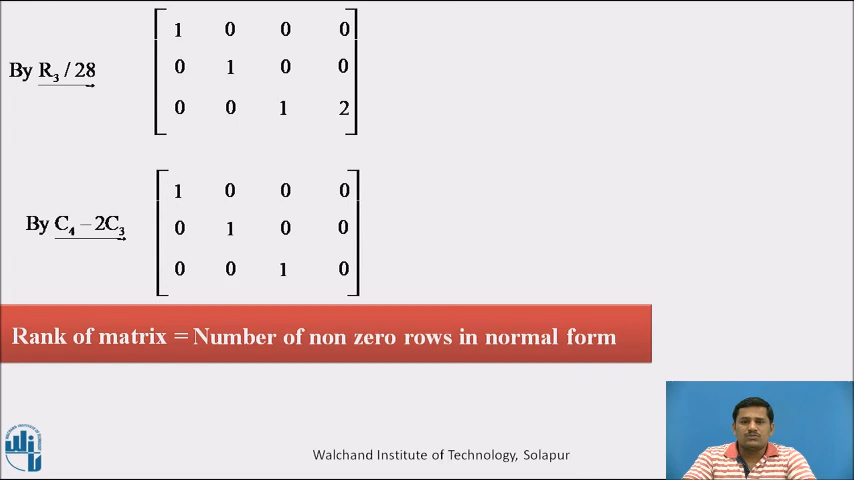 1 0 0 0
By R₃ / 28 0 1 0 0
0 0 1 2
1 0 0 0
By C₄ – 2C₃ 0 1 0 0
0 0 1 0
Rank of matrix = Number of non zero rows in normal form
Walchand Institute of Technology, Solapur